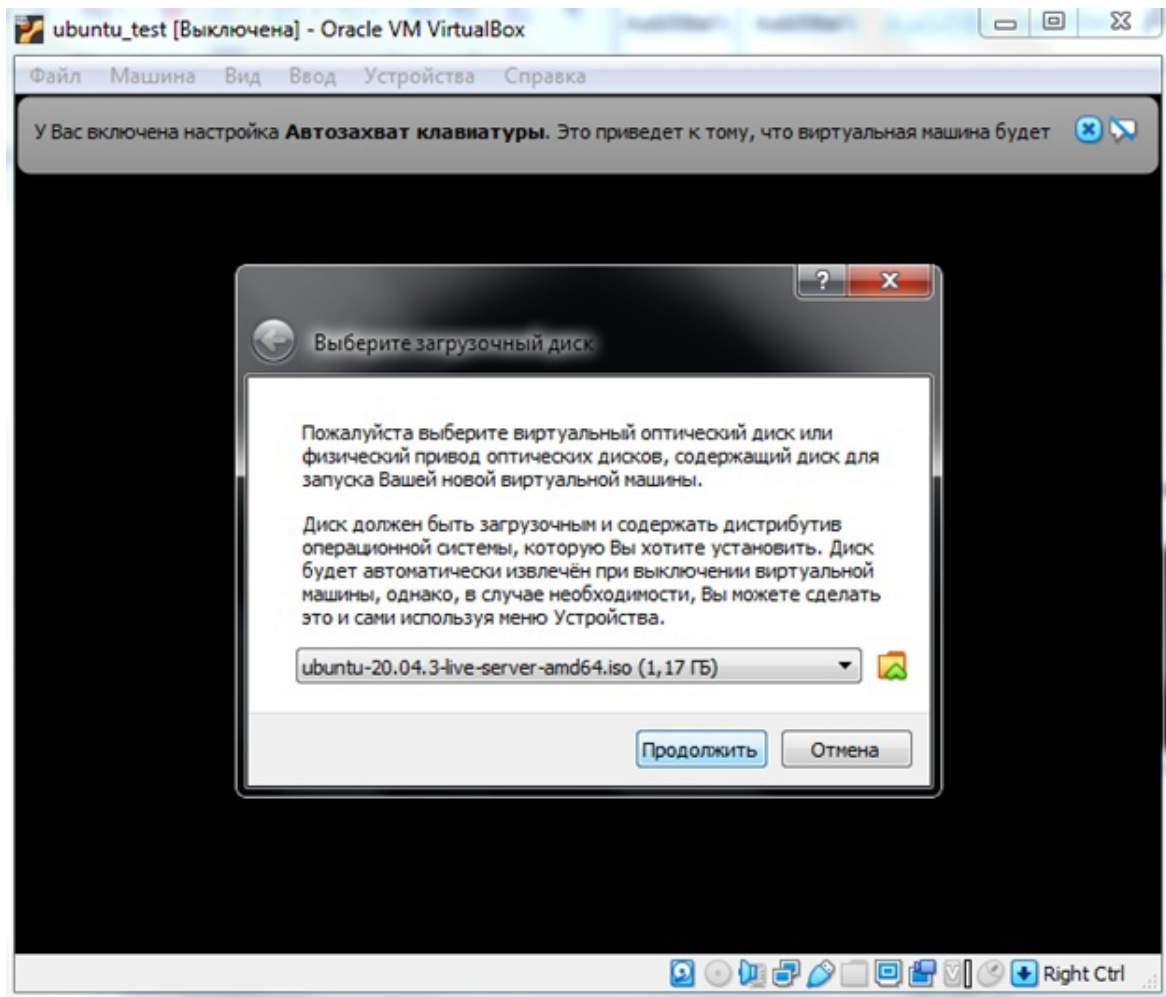 ubuntu_test [Выключена] - Oracle VM VirtualBox
Файл Машина Вид Ввод Устройства Справка
У Вас включена настройка Автозахват клавиатуры. Это приведет к тому, что виртуальная машина будет
Выберите загрузочный диск
Пожалуйста выберите виртуальный оптический диск или
физический привод оптических дисков, содержащий диск для
запуска Вашей новой виртуальной машины.
Диск должен быть загрузочным и содержать дистрибутив
операционной системы, которую Вы хотите установить. Диск
будет автоматически извлечён при выключении виртуальной
машины, однако, в случае необходимости, Вы можете сделать
это и сами используя меню Устройства.
ubuntu-20.04.3-live-server-amd64.iso (1,17 ГБ)
Продолжить Отмена
Right Ctrl